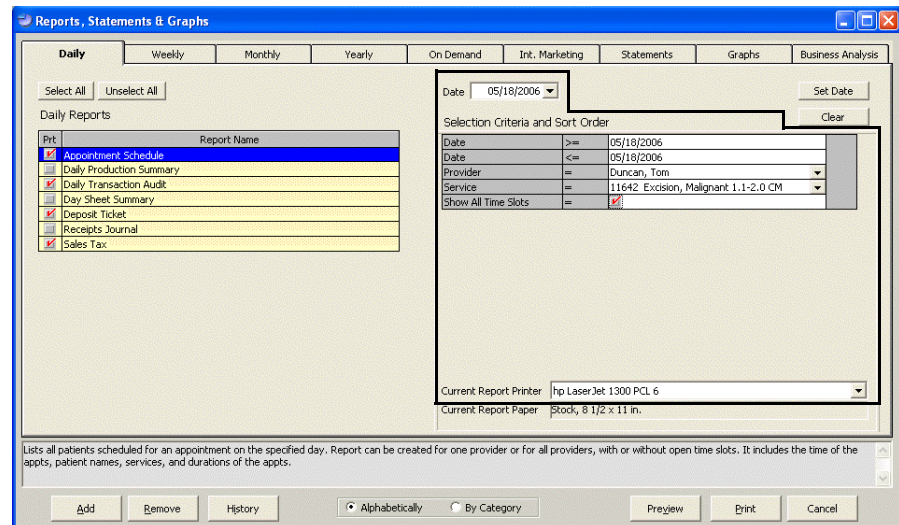 Reports, Statements & Graphs
Daily Weekly Monthly Yearly On Demand Int. Marketing Statements Graphs Business Analysis
Select All Unselect All
Daily Reports
Prt Report Name
Appointment Schedule
Daily Production Summary
Daily Transaction Audit
Day Sheet Summary
Deposit Ticket
Receipts Journal
Sales Tax
Date 05/18/2006 Set Date
Clear
Selection Criteria and Sort Order
Date >= 05/18/2006
Date <= 05/18/2006
Provider = Duncan, Tom
Service = 11642 Excision, Malignant 1.1-2.0 CM
Show All Time Slots =
Current Report Printer hp LaserJet 1300 PCL 6
Current Report Paper Stock, 8 1/2 x 11 in.
Lists all patients scheduled for an appointment on the specified day. Report can be created for one provider or for all providers, with or without open time slots. It includes the time of the
appts, patient names, services, and durations of the appts.
Add Remove History Alphabetically By Category Preview Print Cancel